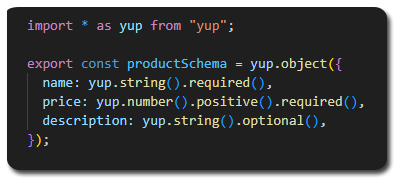 import * as yup from "yup";

export const productSchema = yup.object({
  name: yup.string().required(),
  price: yup.number().positive().required(),
  description: yup.string().optional(),
});